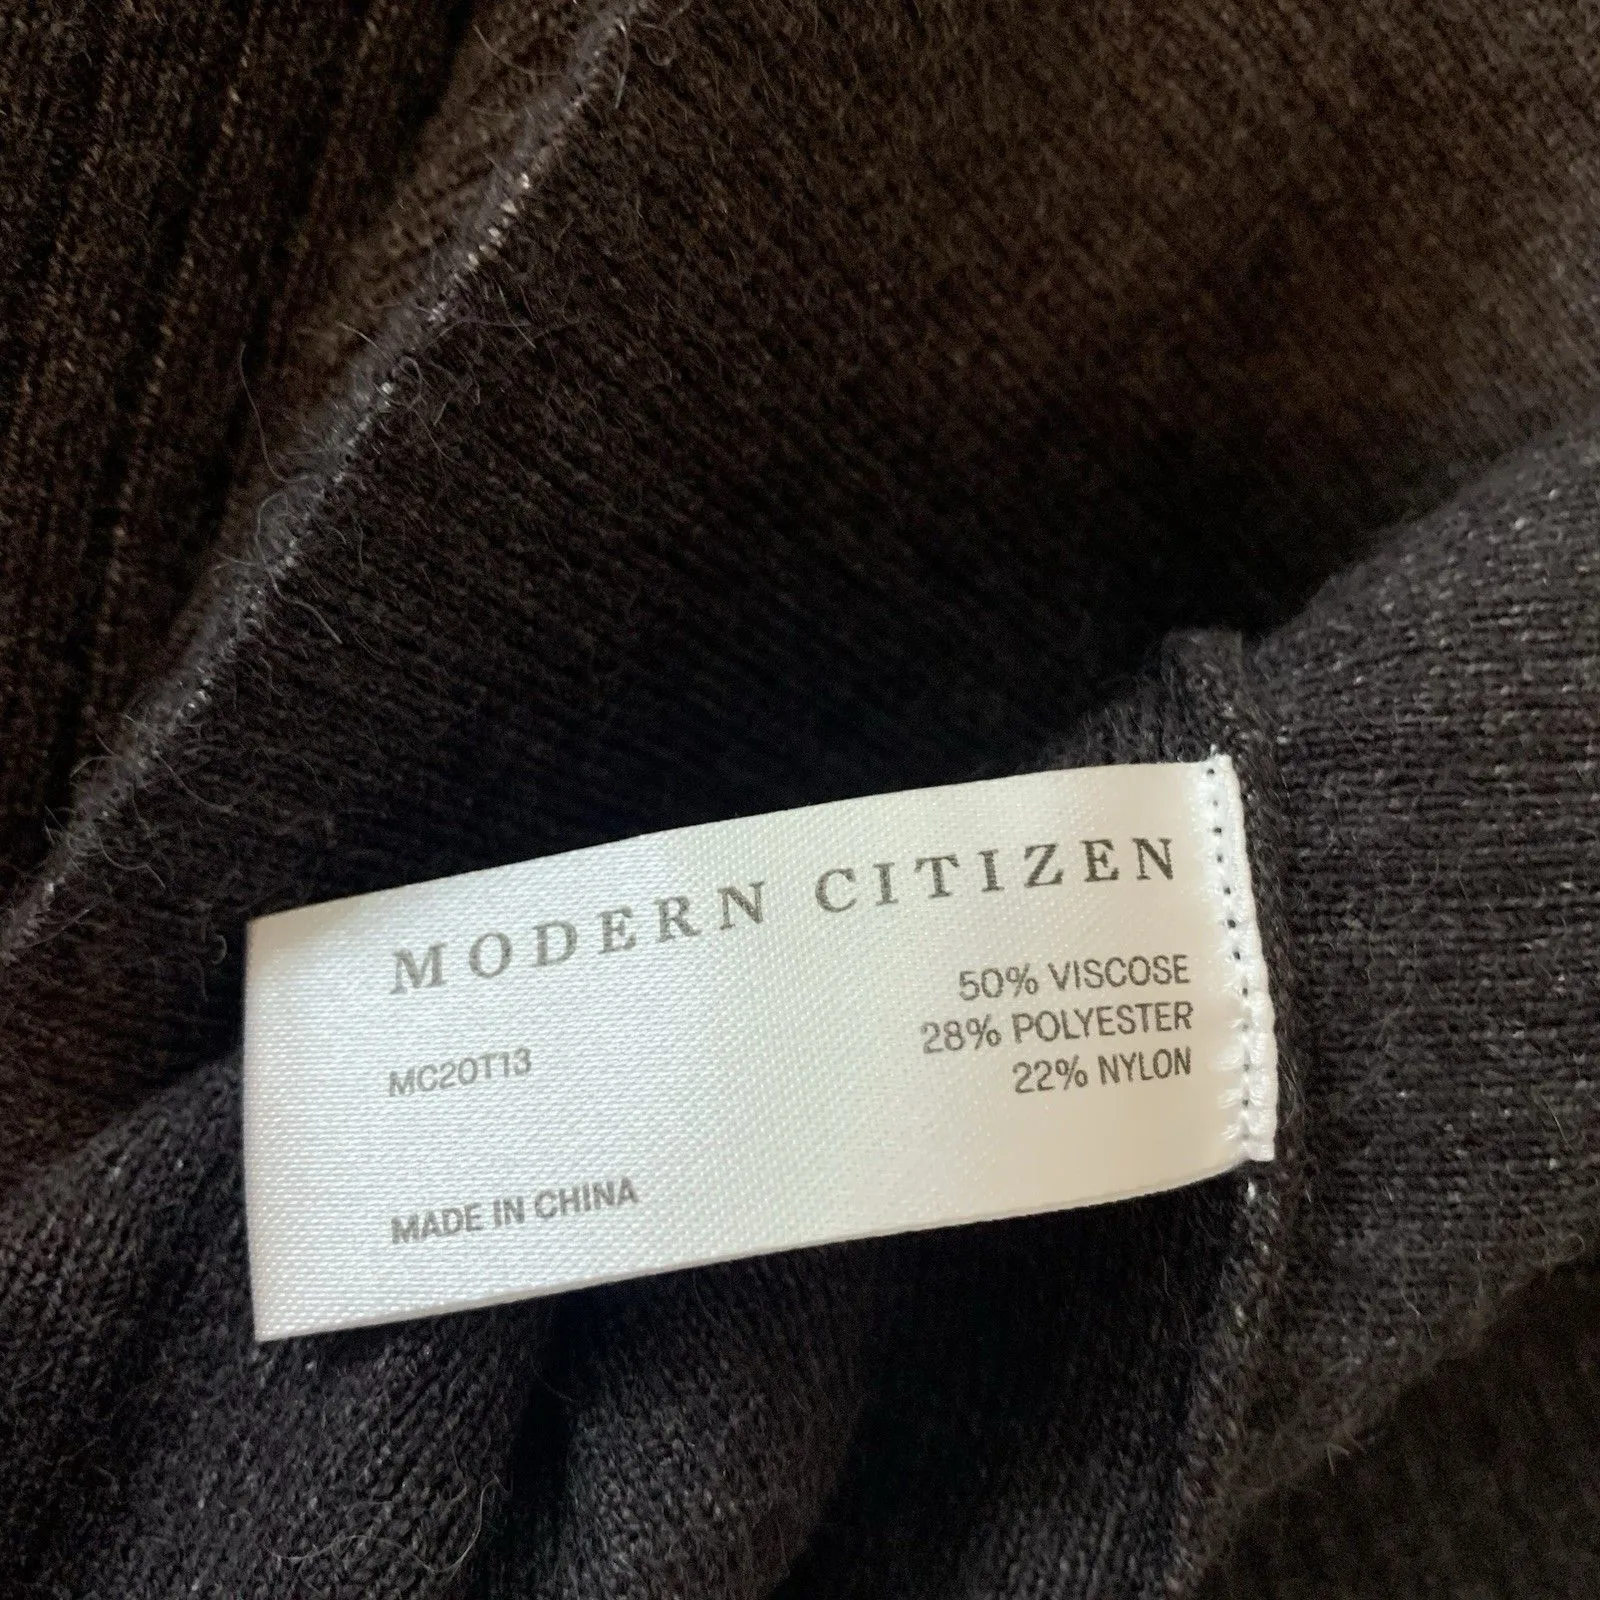 MODERN CITIZEN
50% VISCOSE
28% POLYESTER
22% NYLON
MC20T13
MADE IN CHINA